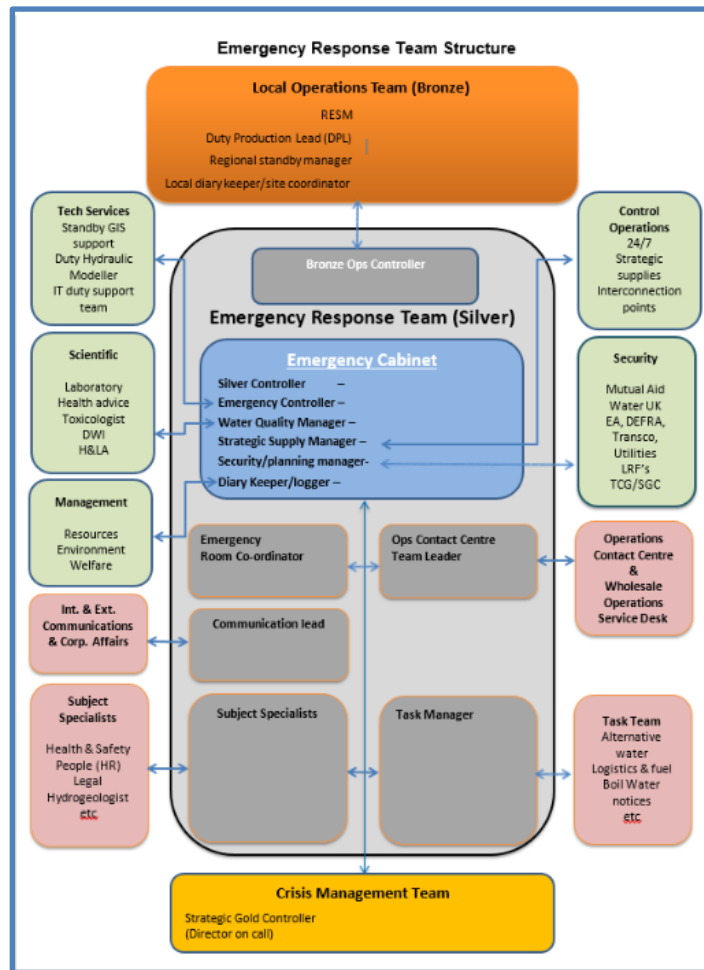 Emergency Response Team Structure
Local Operations Team (Bronze)
RESM
Duty Production Lead (DPL)
Regional standby manager
Local diary keeper/site coordinator
Tech Services
Standby GIS
support
Duty Hydraulic
Modeller
IT duty support
team
Control
Operations
24/7
Strategic
supplies
Interconnection
points
Bronze Ops Controller
Emergency Response Team (Silver)
Emergency Cabinet
Silver Controller –
Emergency Controller –
Water Quality Manager –
Strategic Supply Manager –
Security/planning manager-
Diary Keeper/logger –
Scientific
Laboratory
Health advice
Toxicologist
DWI
H&LA
Security
Mutual Aid
Water UK
EA, DEFRA,
Transco,
Utilities
LRF's
TCG/SGC
Management
Resources
Environment
Welfare
Emergency
Room Co-ordinator
Ops Contact Centre
Team Leader
Operations
Contact Centre
&
Wholesale
Operations
Service Desk
Int. & Ext.
Communications
& Corp. Affairs
Communication lead
Subject
Specialists
Health & Safety
People (HR)
Legal
Hydrogeologist
etc
Subject Specialists
Task Manager
Task Team
Alternative
water
Logistics & fuel
Boil Water
notices
etc
Crisis Management Team
Strategic Gold Controller
(Director on call)